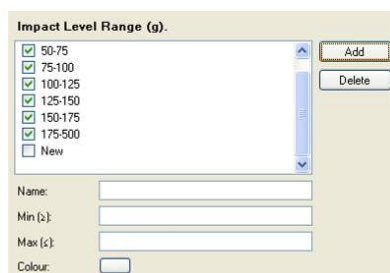 Impact Level Range (g).
50-75
75-100
100-125
125-150
150-175
175-500
New
Add
Delete
Name:
Min (≥):
Max (≤):
Colour: